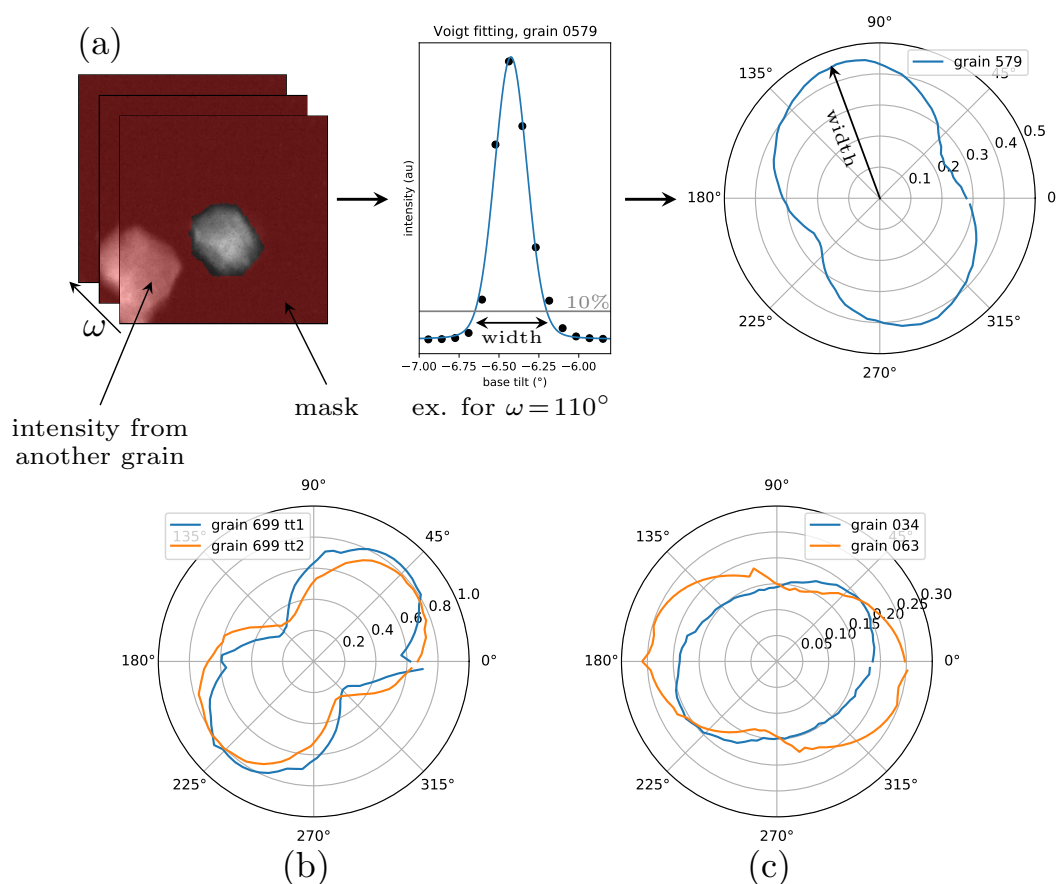 (a)
ω
intensity from
another grain
mask
Voigt fitting, grain 0579
intensity (au)
10%
width
−7.00 −6.75 −6.50 −6.25 −6.00
base tilt (°)
ex. for ω = 110°
grain 579
width
0
45°
90°
135°
180°
225°
270°
315°
0.1
0.2
0.3
0.4
0.5
grain 699 tt1
grain 699 tt2
0°
45°
90°
135°
180°
225°
270°
315°
0.2
0.4
0.6
0.8
1.0
(b)
grain 034
grain 063
0°
45°
90°
135°
180°
225°
270°
315°
0.05
0.10
0.15
0.20
0.25
0.30
(c)